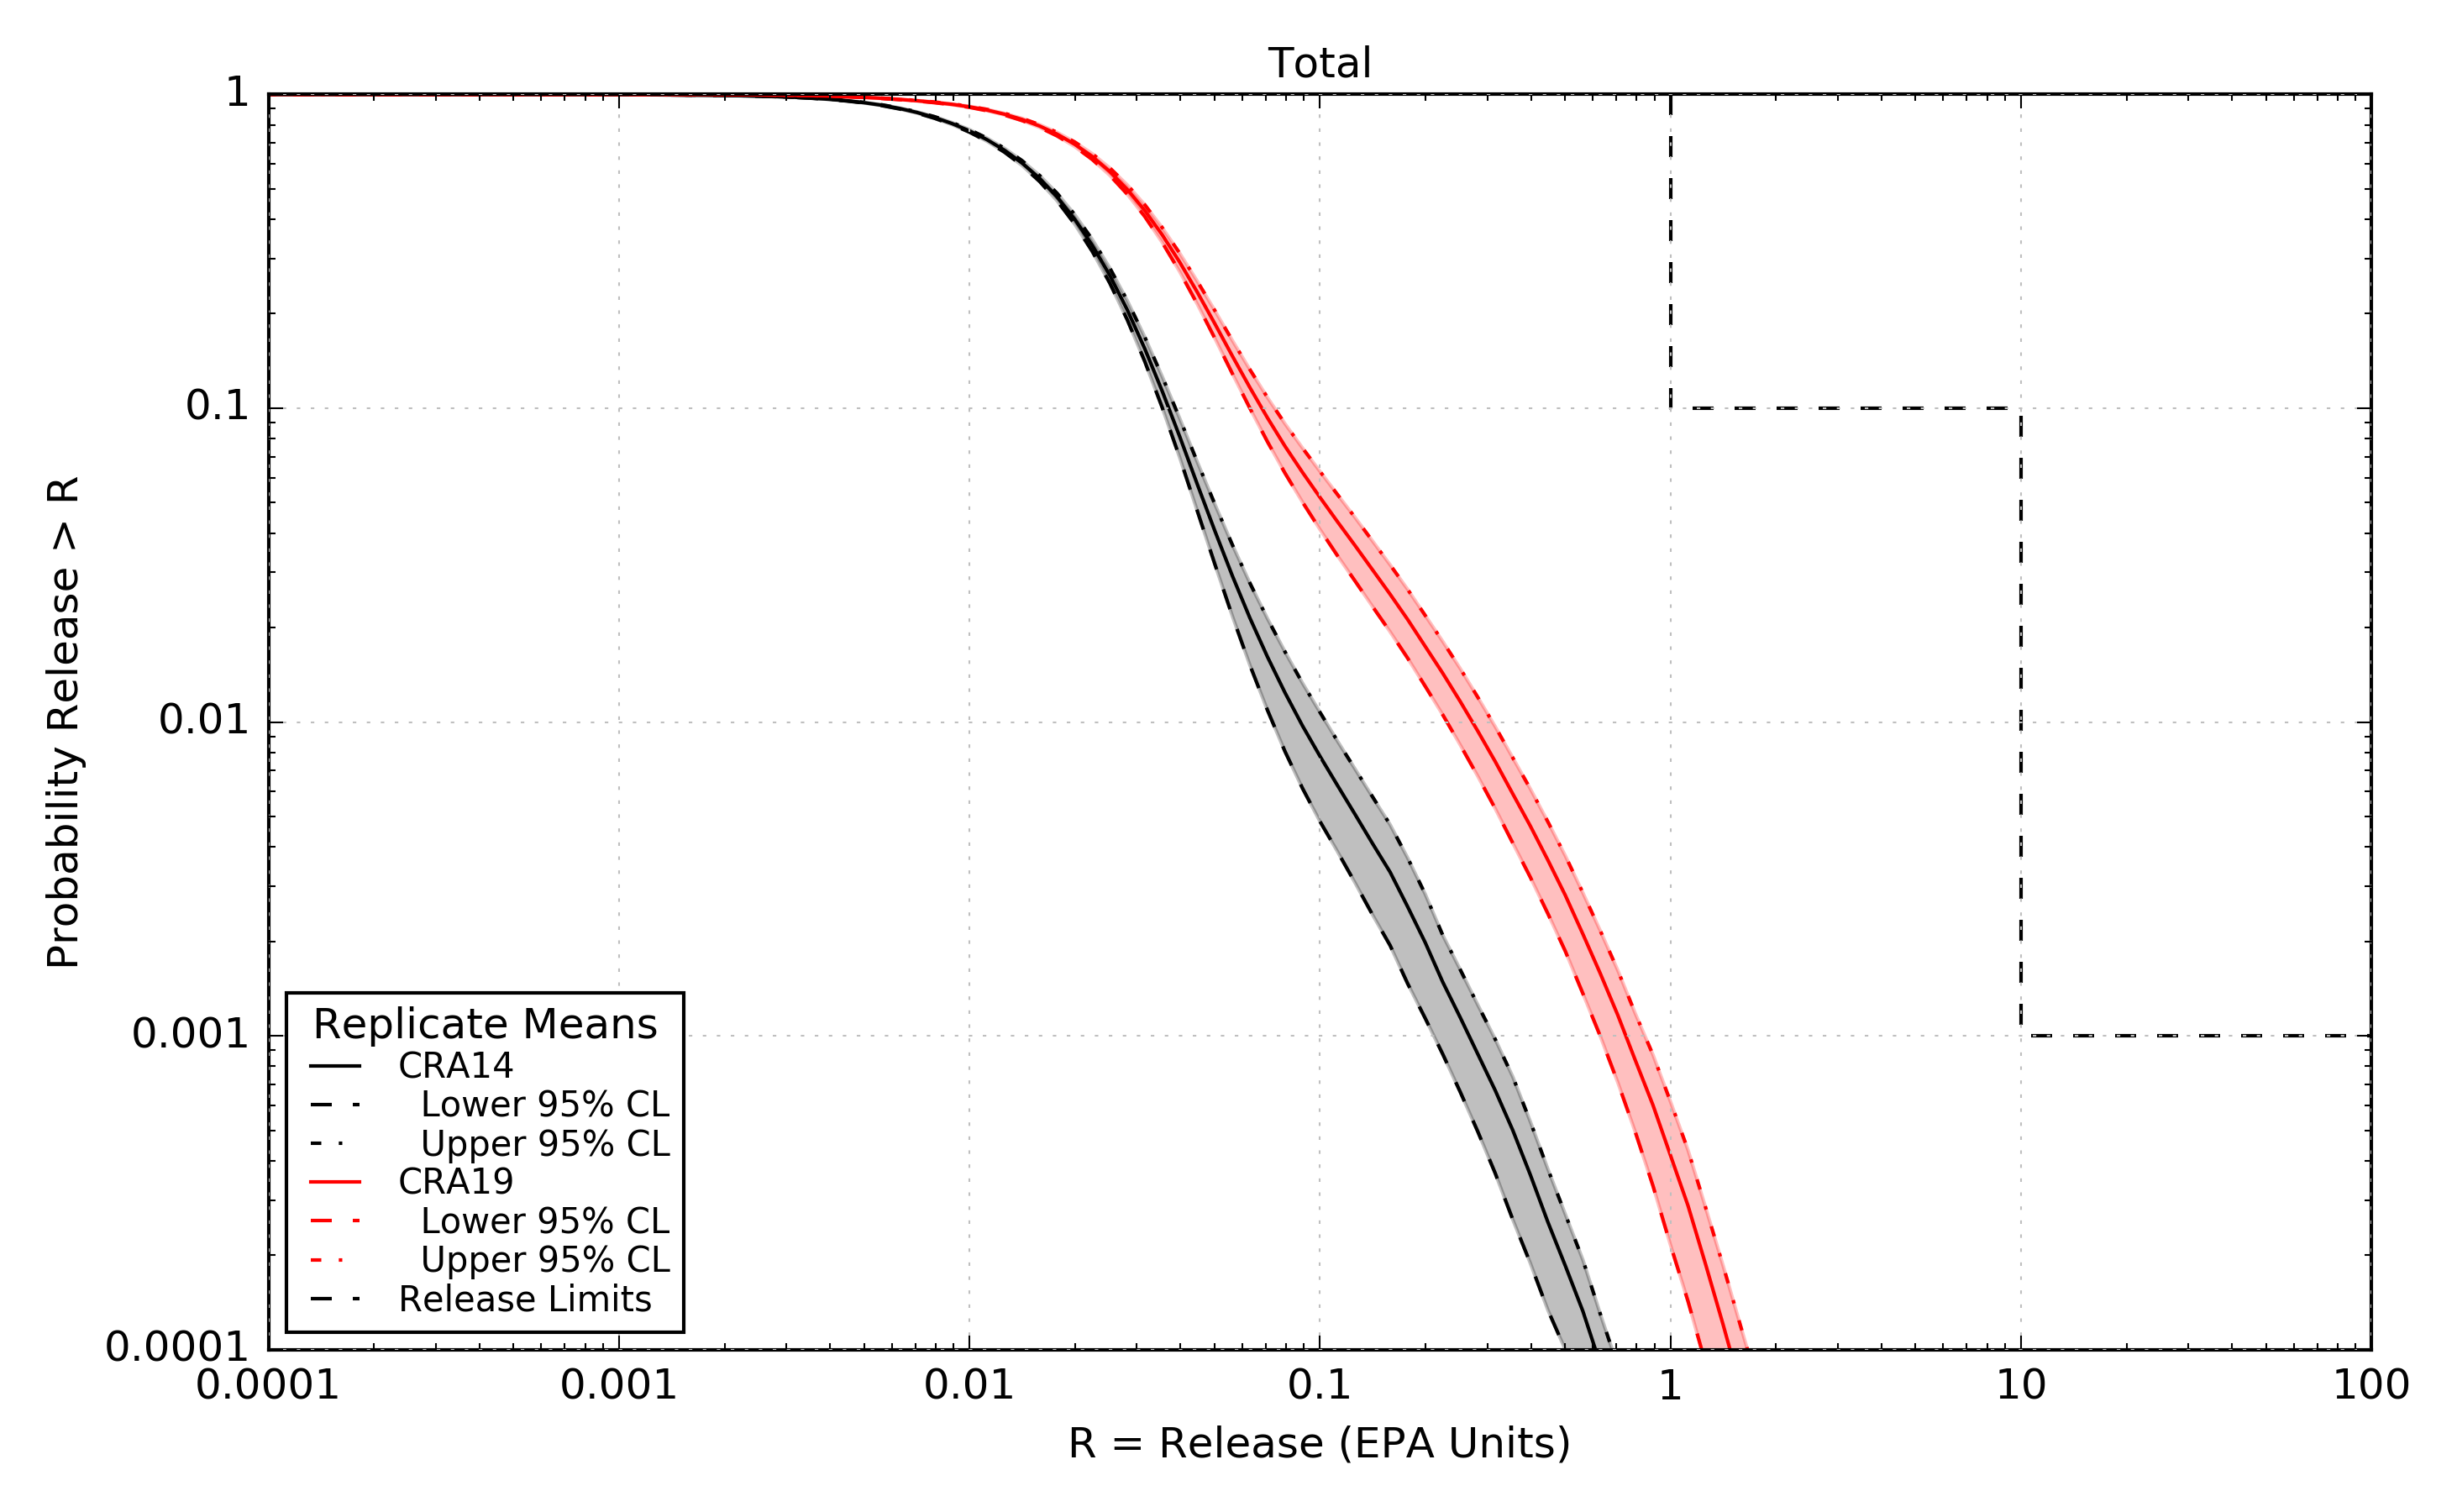 Total
1
0.1
0.01
0.001
0.0001
Probability Release > R
Replicate Means
CRA14
Lower 95% CL
Upper 95% CL
CRA19
Lower 95% CL
Upper 95% CL
Release Limits
0.0001 0.001 0.01 0.1 1 10 100
R = Release (EPA Units)